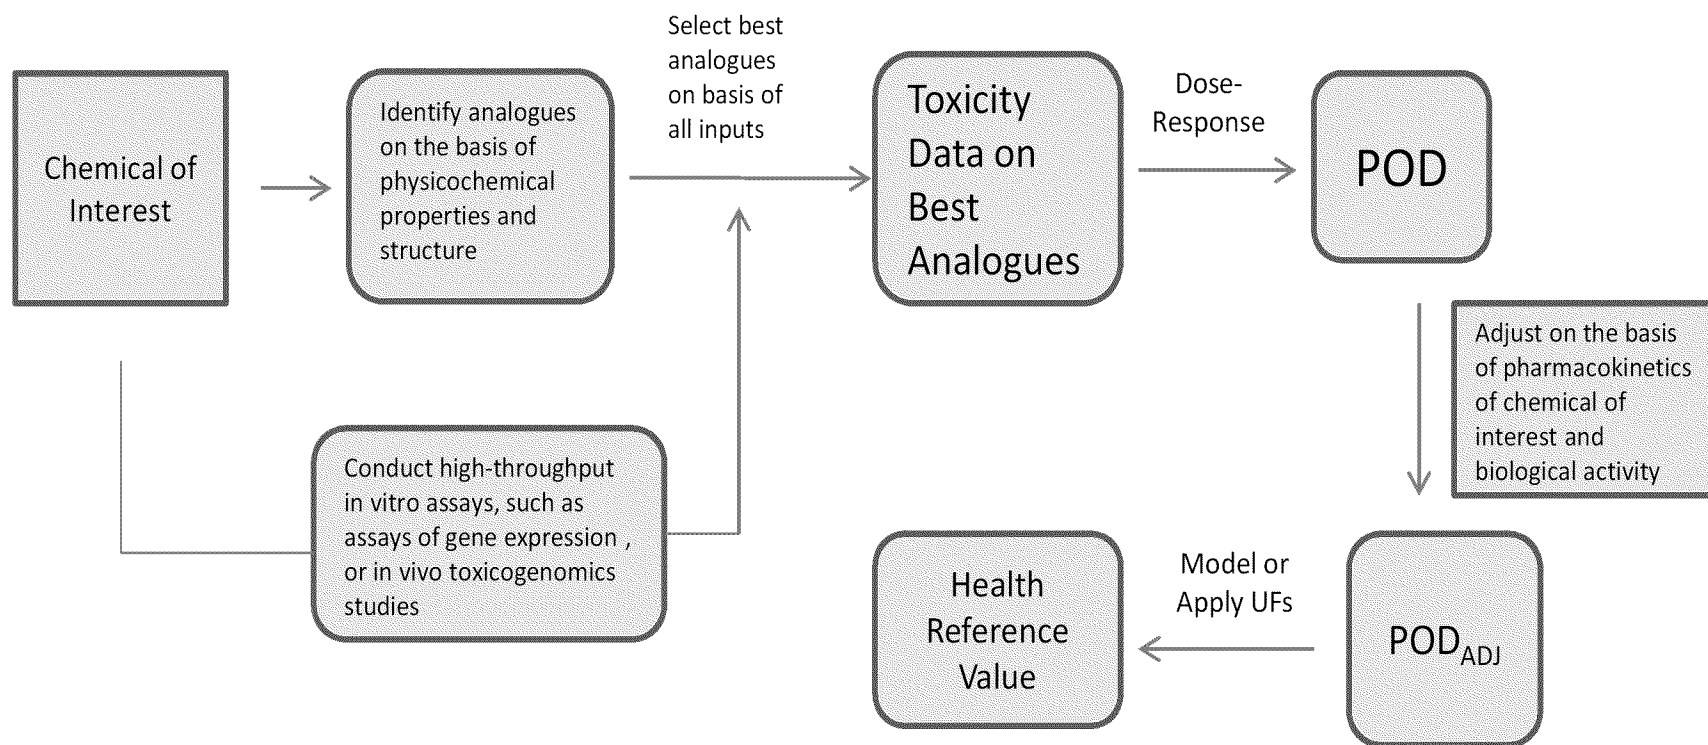 Chemical of
Interest
Identify analogues
on the basis of
physicochemical
properties and
structure
Select best
analogues
on basis of
all inputs
Conduct high-throughput
in vitro assays, such as
assays of gene expression ,
or in vivo toxicogenomics
studies
Toxicity
Data on
Best
Analogues
Dose-
Response
POD
Adjust on the basis
of pharmacokinetics
of chemical of
interest and
biological activity
POD ADJ
Model or
Apply UFs
Health
Reference
Value